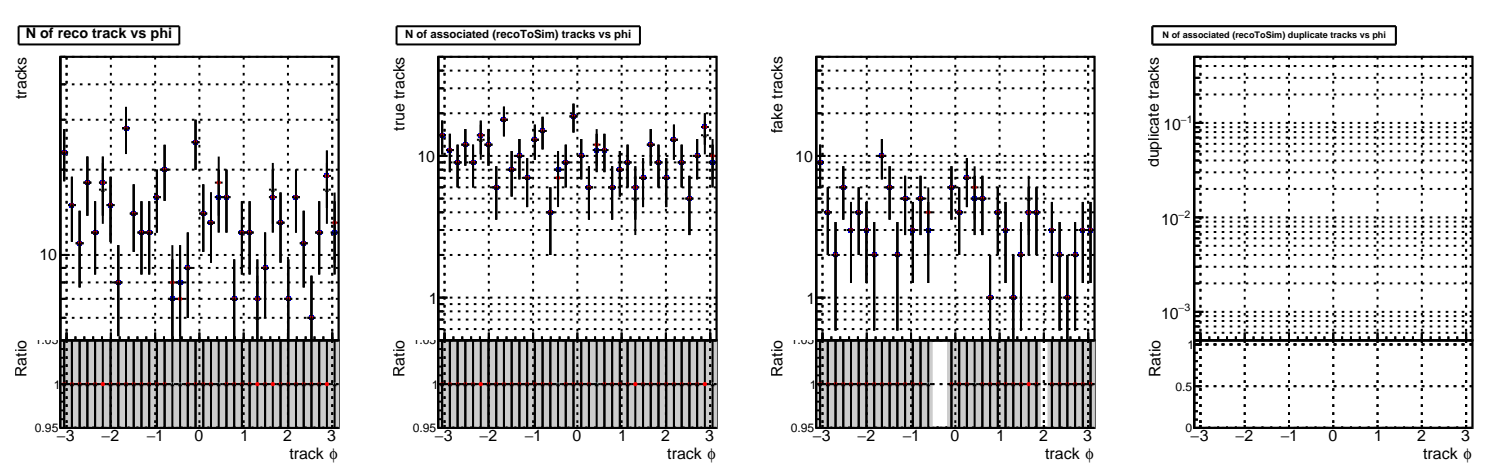 N of reco track vs phi
tracks
10
Ratio
1.05
1
0.95
−3 −2 −1 0 1 2 3
track ϕ
N of associated (recoToSim) tracks vs phi
true tracks
10
1
Ratio
1.05
1
0.95
−3 −2 −1 0 1 2 3
track ϕ
fake tracks
10
1
Ratio
1.05
1
0.95
−3 −2 −1 0 1 2 3
track ϕ
N of associated (recoToSim) duplicate tracks vs phi
duplicate tracks
10⁻¹
10⁻²
10⁻³
Ratio
1
0.5
0
−3 −2 −1 0 1 2 3
track ϕ